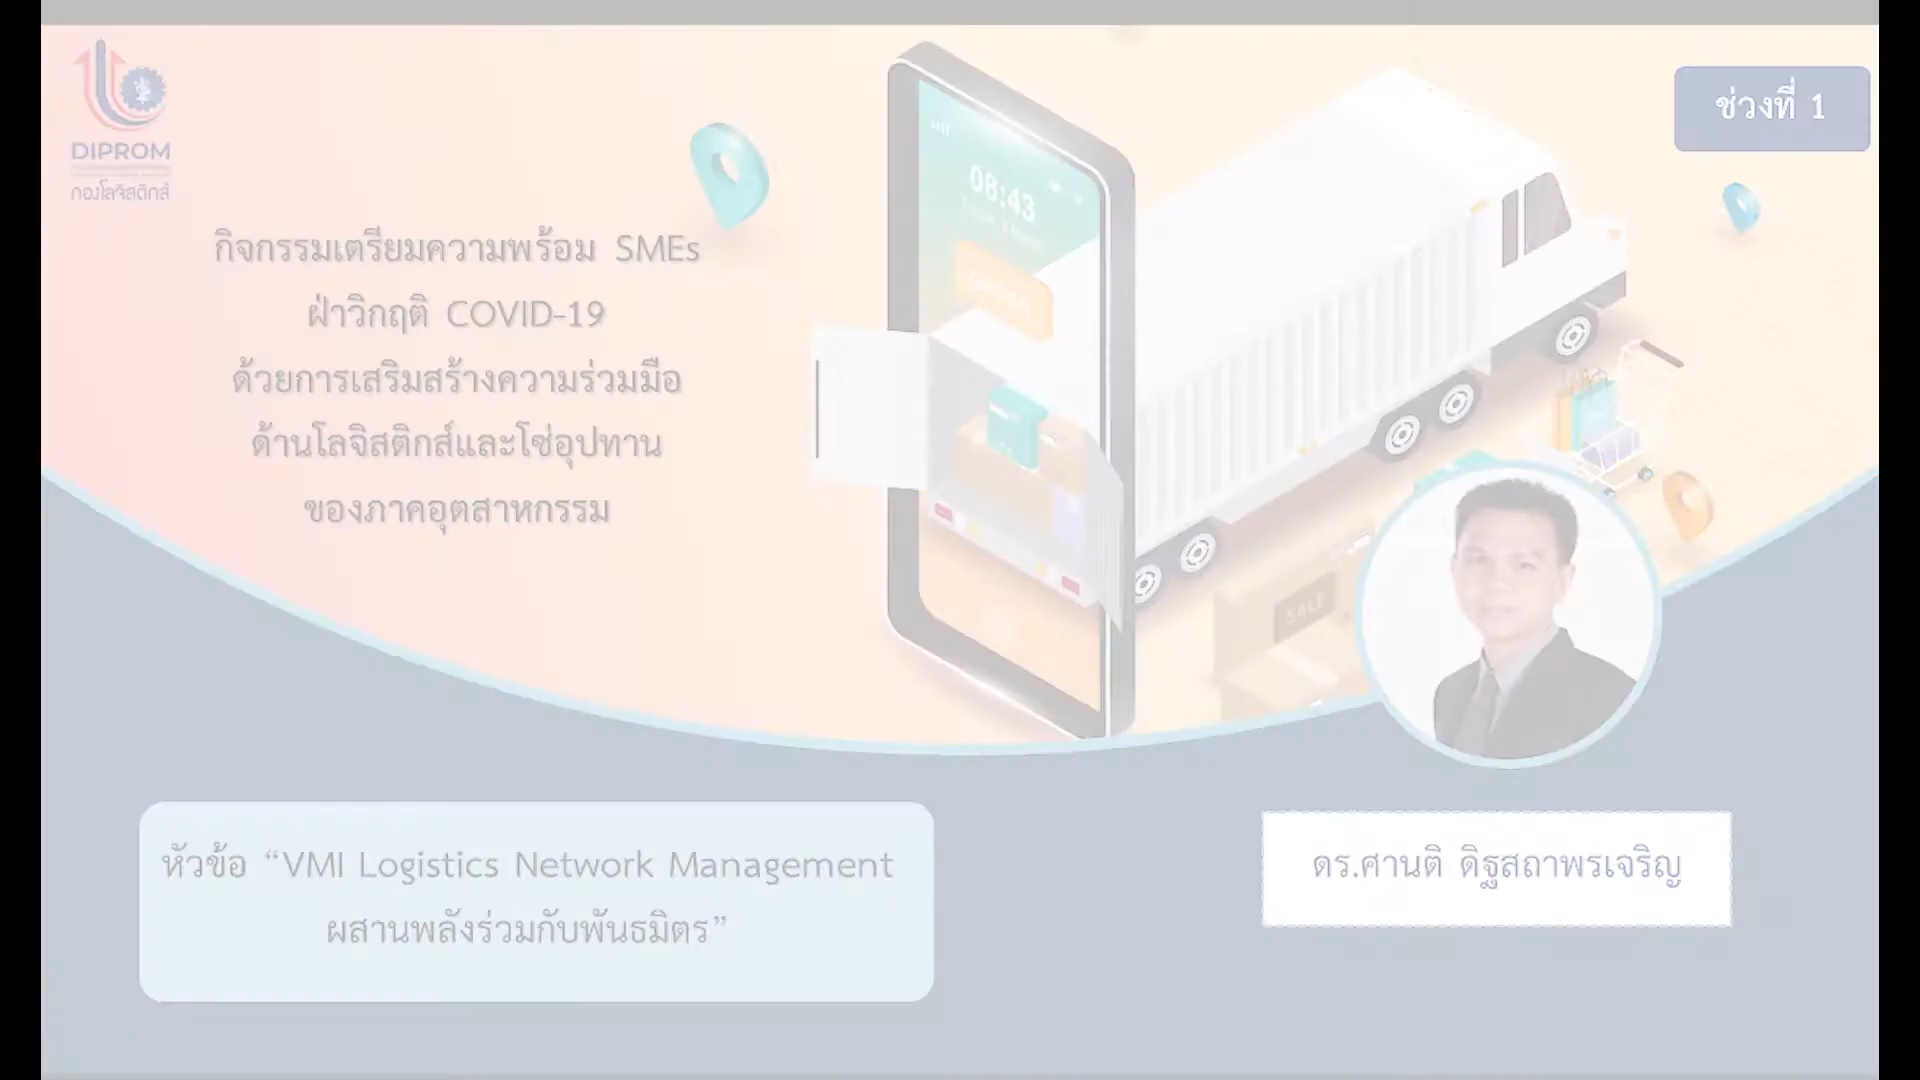 DIPROM
กองโลจิสติกส์
ช่วงที่ 1
08:43
กิจกรรมเตรียมความพร้อม SMEs
ฝ่าวิกฤติ COVID-19
ด้วยการเสริมสร้างความร่วมมือ
ด้านโลจิสติกส์และโซ่อุปทาน
ของภาคอุตสาหกรรม
SALE
หัวข้อ “VMI Logistics Network Management
ผสานพลังร่วมกับพันธมิตร”
ดร.ศานติ ดิฐสถาพรเจริญ